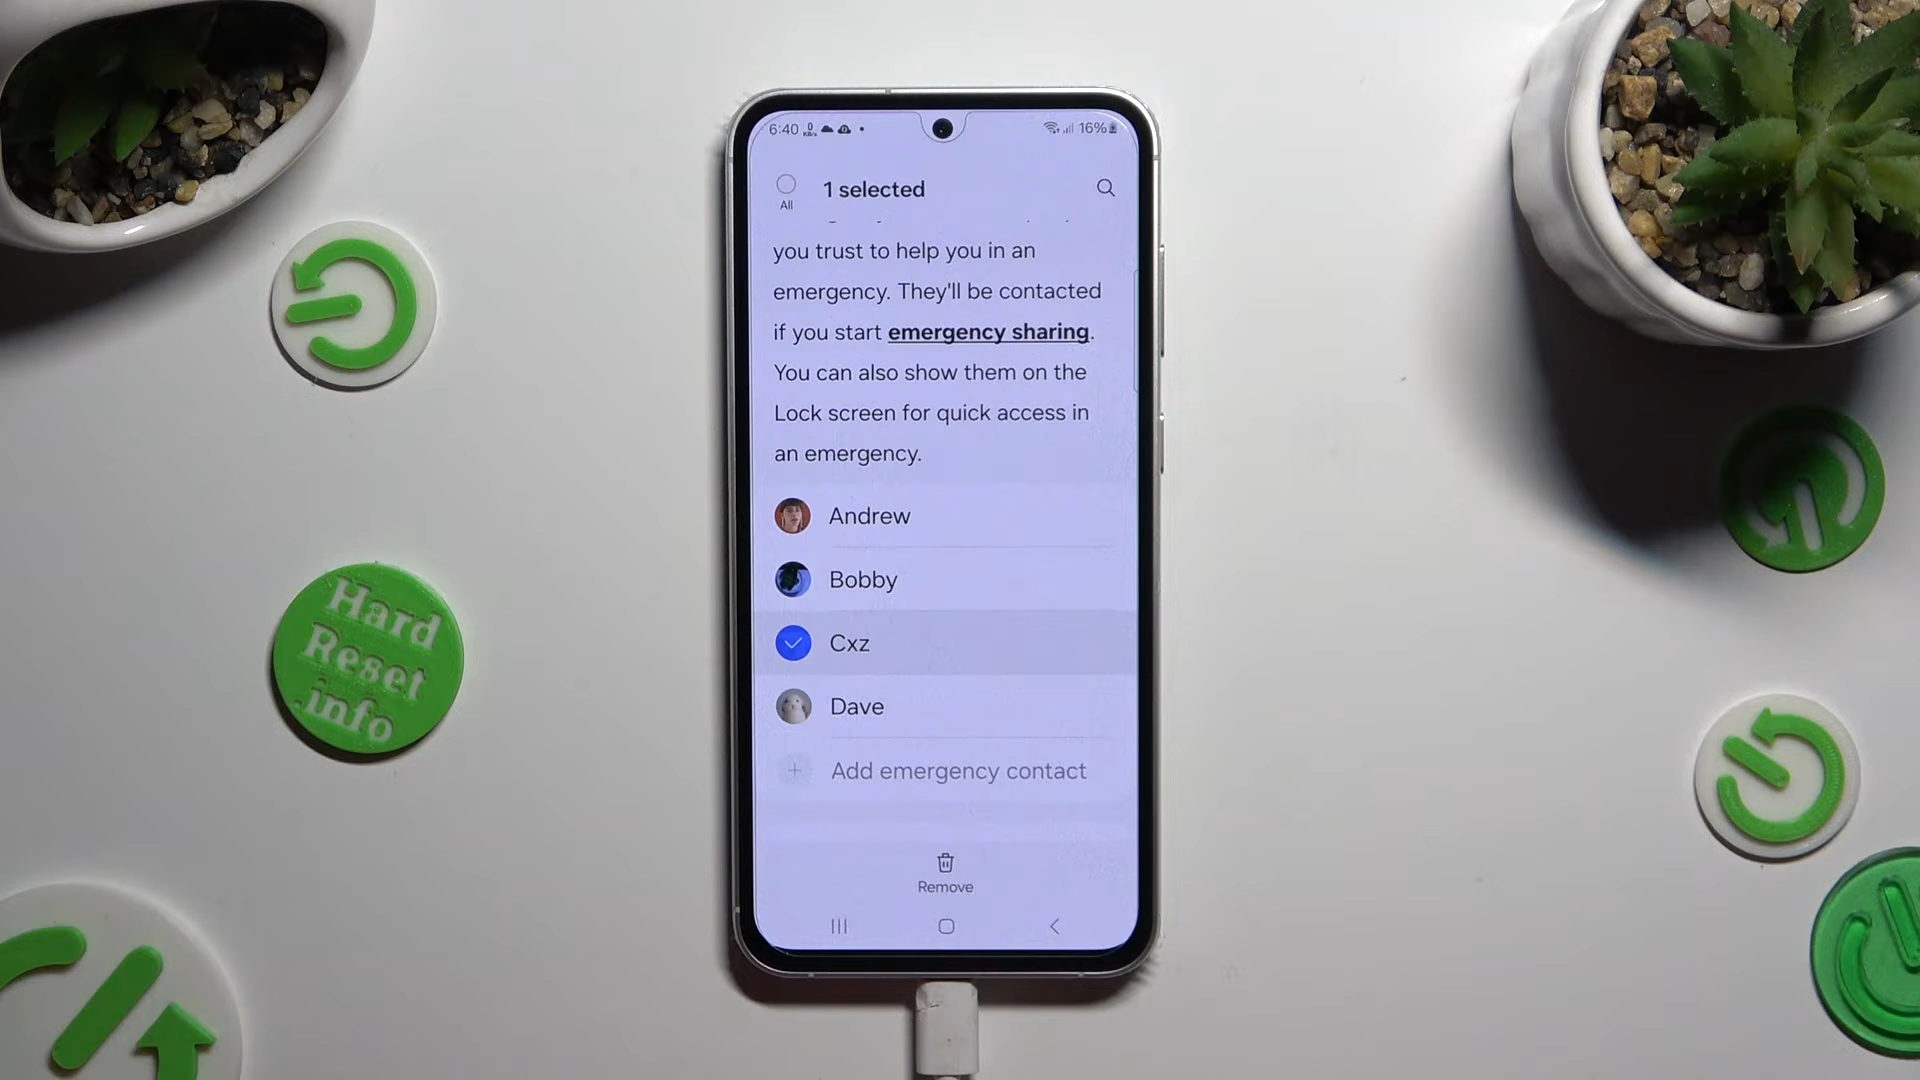 6:40
16%
1 selected
All
you trust to help you in an
emergency. They'll be contacted
if you start emergency sharing.
You can also show them on the
Lock screen for quick access in
an emergency.
Andrew
Bobby
Cxz
Dave
Add emergency contact
Remove
Hard
Reset
.info